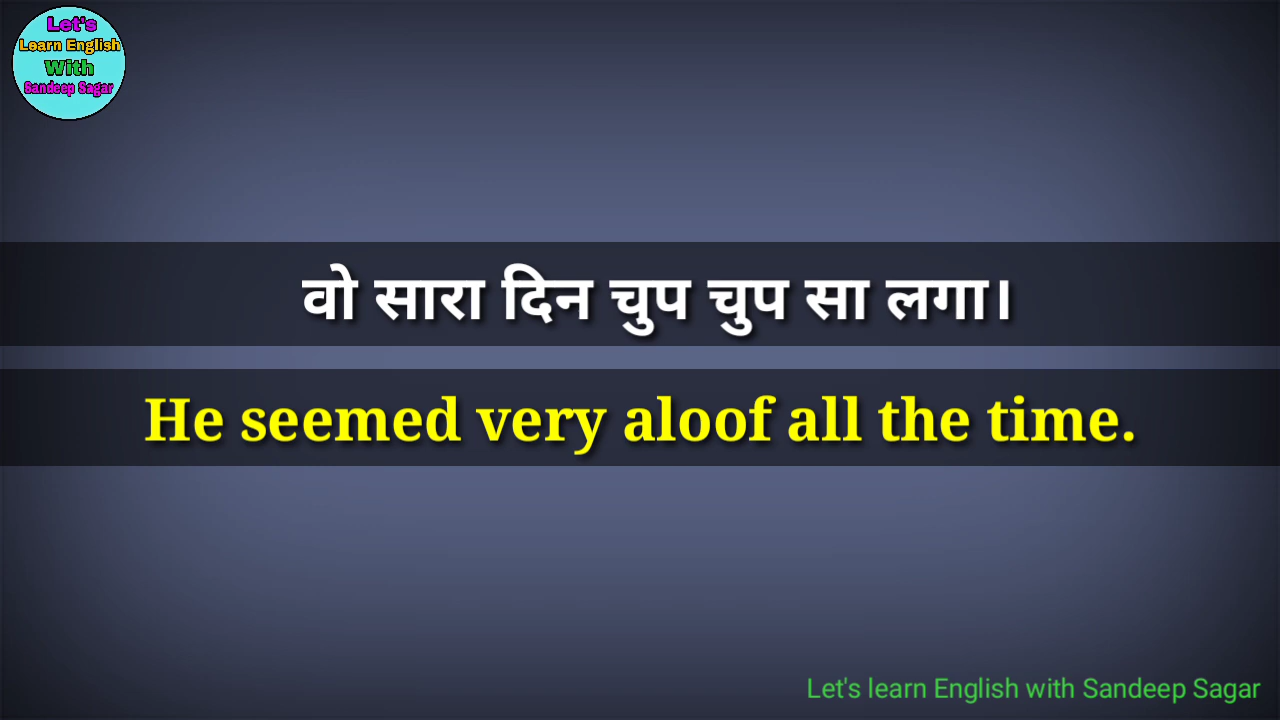 Let's
Learn English
With
Sandeep Sagar
वो सारा दिन चुप चुप सा लगा।
He seemed very aloof all the time.
Let's learn English with Sandeep Sagar